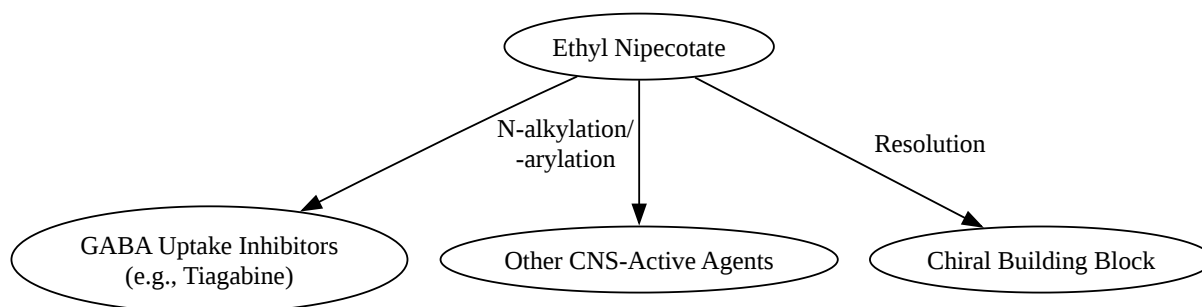 Ethyl Nipecotate
N-alkylation/
-arylation
Resolution
GABA Uptake Inhibitors
(e.g., Tiagabine)
Other CNS-Active Agents
Chiral Building Block